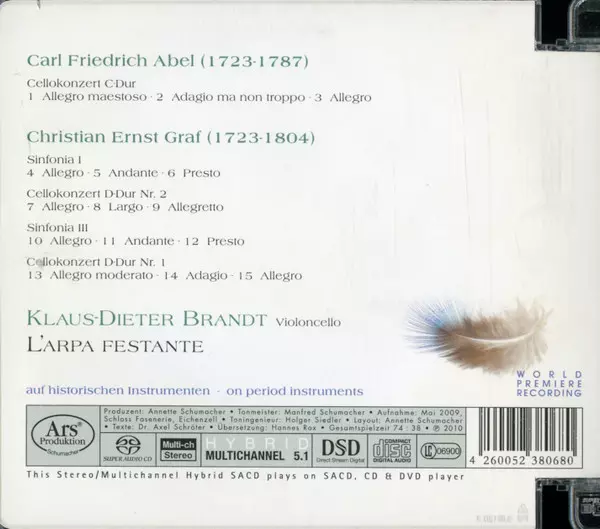 Carl Friedrich Abel (1723-1787)
Cellokonzert C-Dur
1 Allegro maestoso · 2 Adagio ma non troppo · 3 Allegro
Christian Ernst Graf (1723-1804)
Sinfonia I
4 Allegro · 5 Andante · 6 Presto
Cellokonzert D-Dur Nr. 2
7 Allegro · 8 Largo · 9 Allegretto
Sinfonia III
10 Allegro · 11 Andante · 12 Presto
Cellokonzert D-Dur Nr. 1
13 Allegro moderato · 14 Adagio · 15 Allegro
KLAUS-DIETER BRANDT Violoncello
L'ARPA FESTANTE
WORLD
PREMIERE
RECORDING
auf historischen Instrumenten · on period instruments
Produzent: Annette Schumacher · Tonmeister: Manfred Schumacher · Aufnahme: Mai 2009,
Schloss Fasanerie, Eichenzell · Toningenieur: Holger Siedler · Layout: Annette Schumacher
· Texte: Dr. Axel Schröter · Übersetzung: Hannes Rox · Gesamtspielzeit 74:38 · ℗ 2010
Ars
Produktion
Schumacher
SACD
SUPER AUDIO CD
Multi-ch
Stereo
HYBRID
MULTICHANNEL 5.1
DSD
Direct Stream Digital
COMPACT
disc
DIGITAL AUDIO
LC 06900
4 260052 380680
This Stereo/Multichannel Hybrid SACD plays on SACD, CD & DVD player